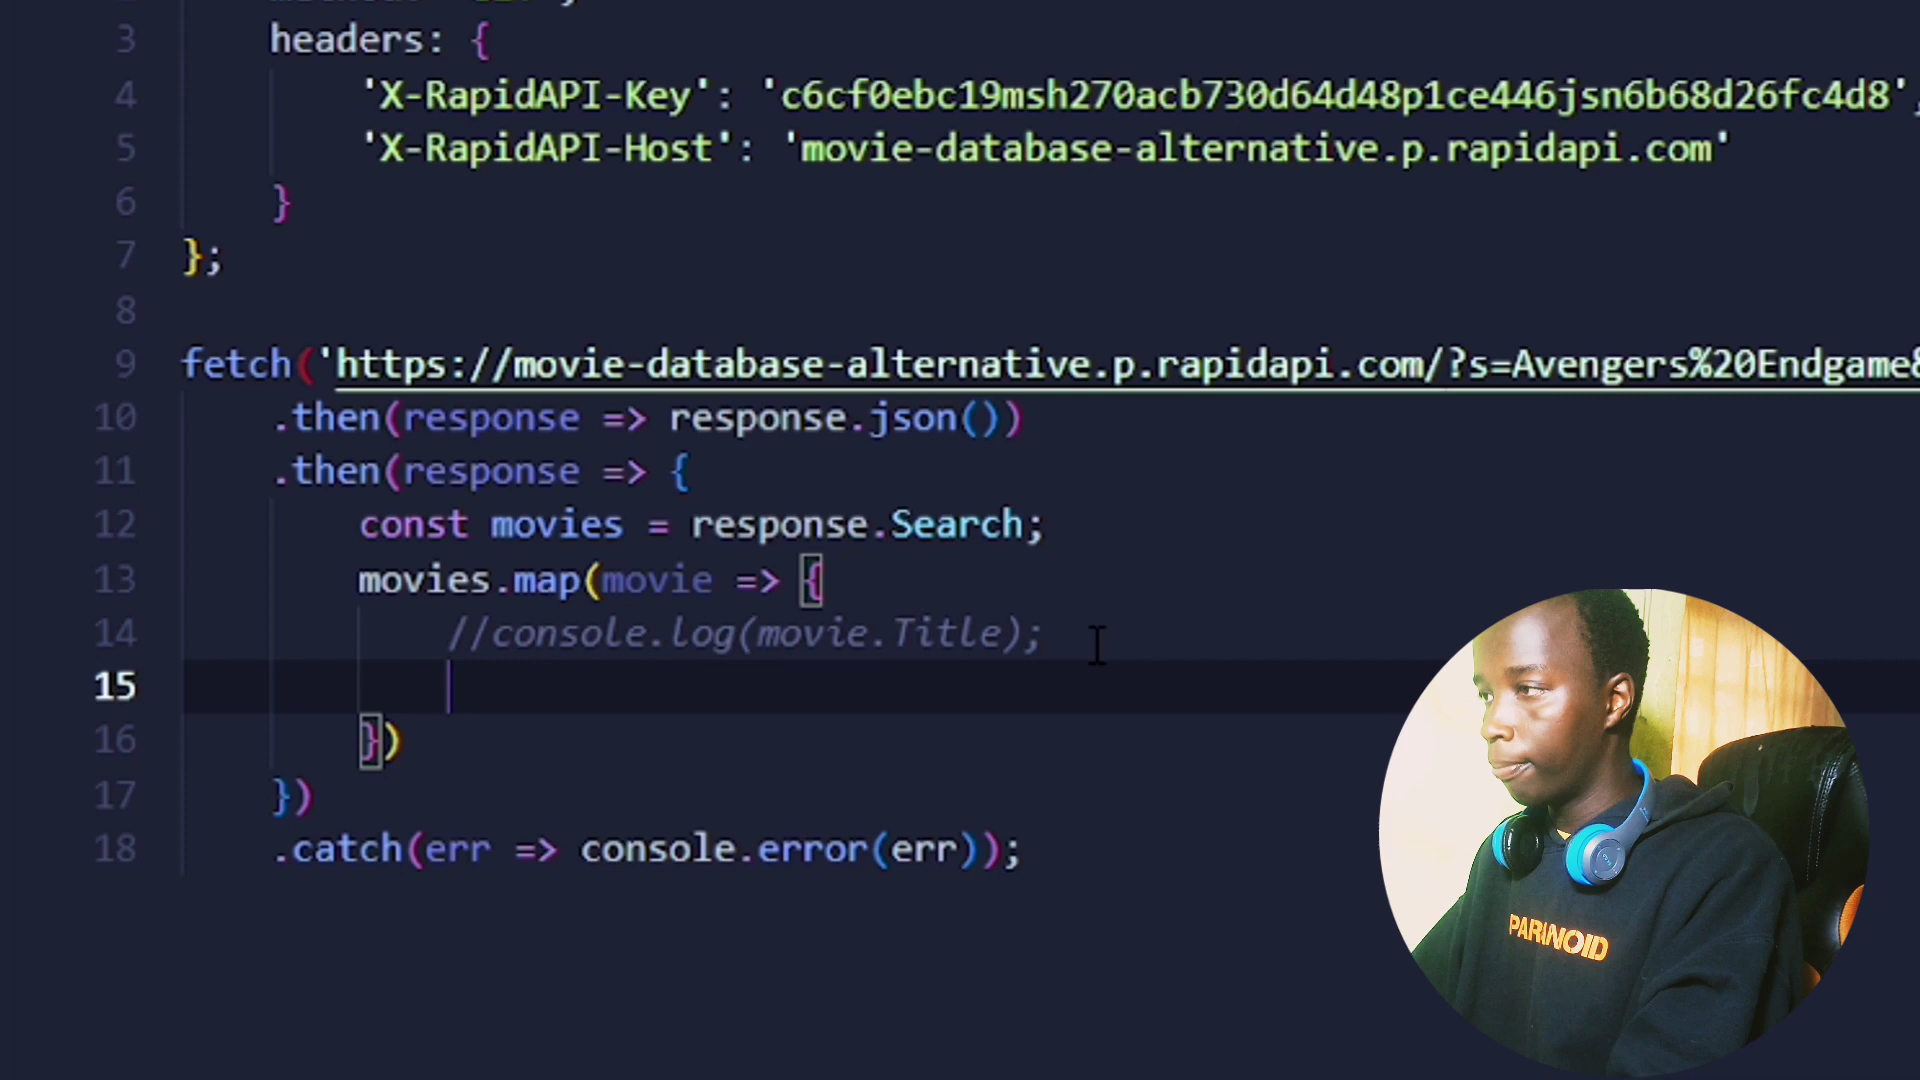 3 headers: {
4 'X-RapidAPI-Key': 'c6cf0ebc19msh270acb730d64d48p1ce446jsn6b68d26fc4d8',
5 'X-RapidAPI-Host': 'movie-database-alternative.p.rapidapi.com'
6 }
7 };
8
9 fetch('https://movie-database-alternative.p.rapidapi.com/?s=Avengers%20Endgame&
10 .then(response => response.json())
11 .then(response => {
12 const movies = response.Search;
13 movies.map(movie => {
14 //console.log(movie.Title);
15
16 })
17 })
18 .catch(err => console.error(err));
PARANOID